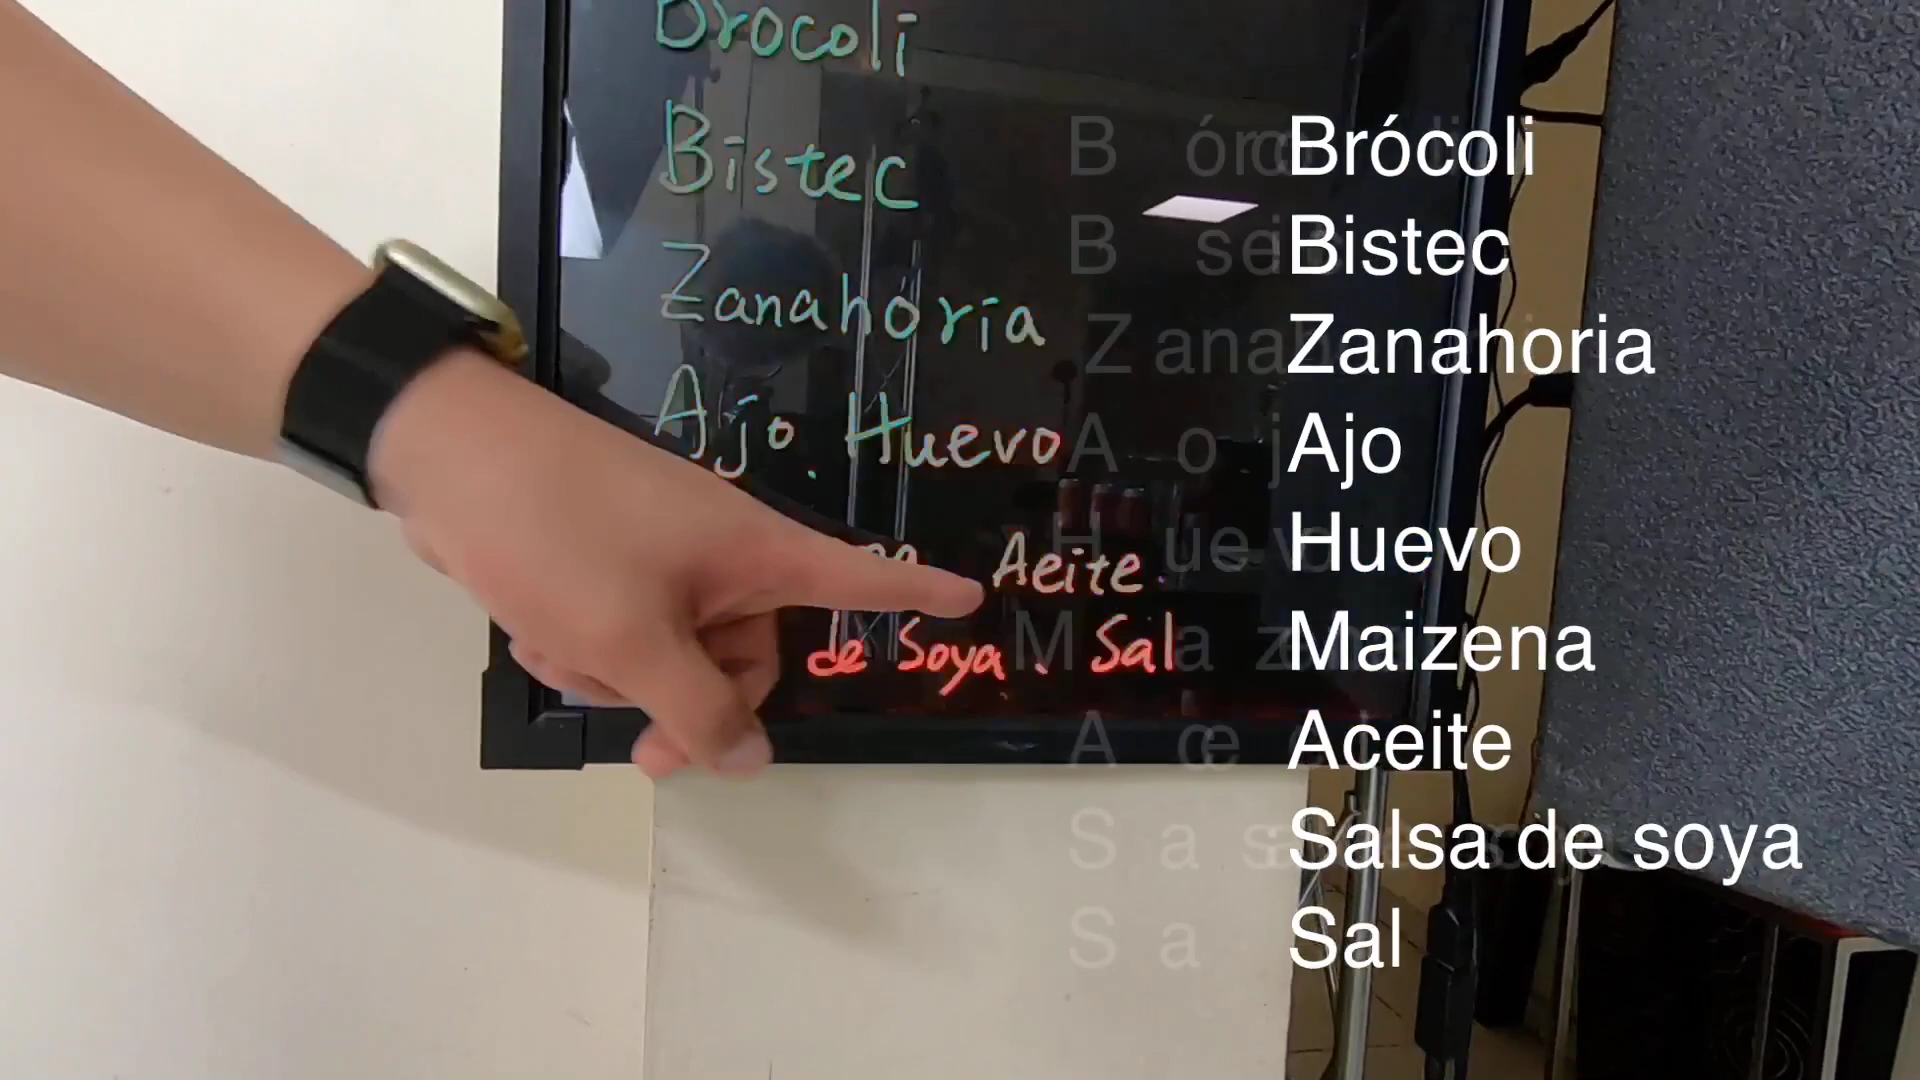 Brócoli
Bistec
Zanahoria
Ajo. Huevo
Aeite
de Soya. Sal
Brócoli
Bistec
Zanahoria
Ajo
Huevo
Maizena
Aceite
Salsa de soya
Sal